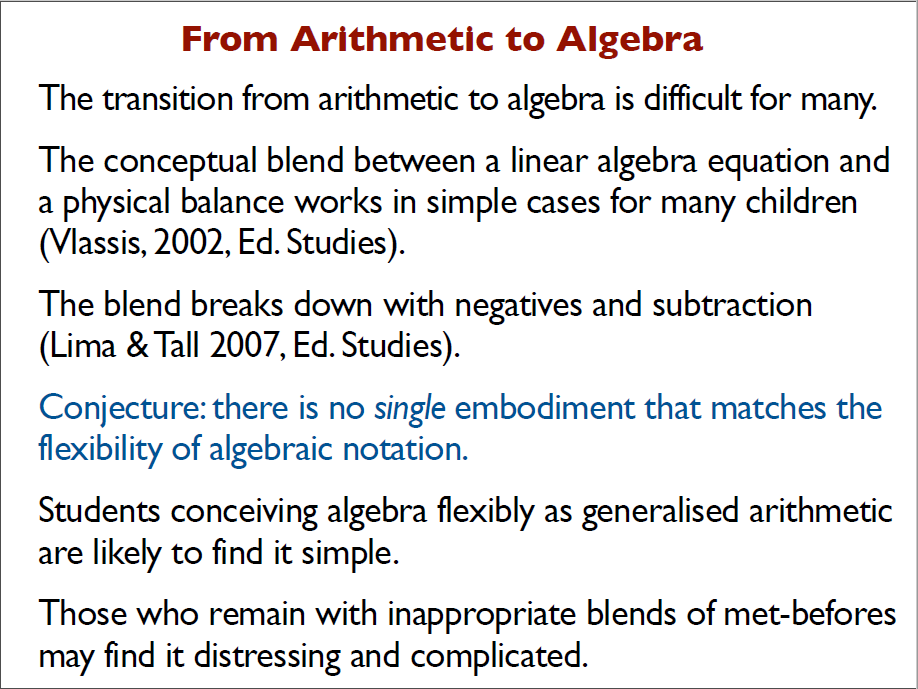 From Arithmetic to Algebra
The transition from arithmetic to algebra is difficult for many.
The conceptual blend between a linear algebra equation and
a physical balance works in simple cases for many children
(Vlassis, 2002, Ed. Studies).
The blend breaks down with negatives and subtraction
(Lima & Tall 2007, Ed. Studies).
Conjecture: there is no single embodiment that matches the
flexibility of algebraic notation.
Students conceiving algebra flexibly as generalised arithmetic
are likely to find it simple.
Those who remain with inappropriate blends of met-befores
may find it distressing and complicated.